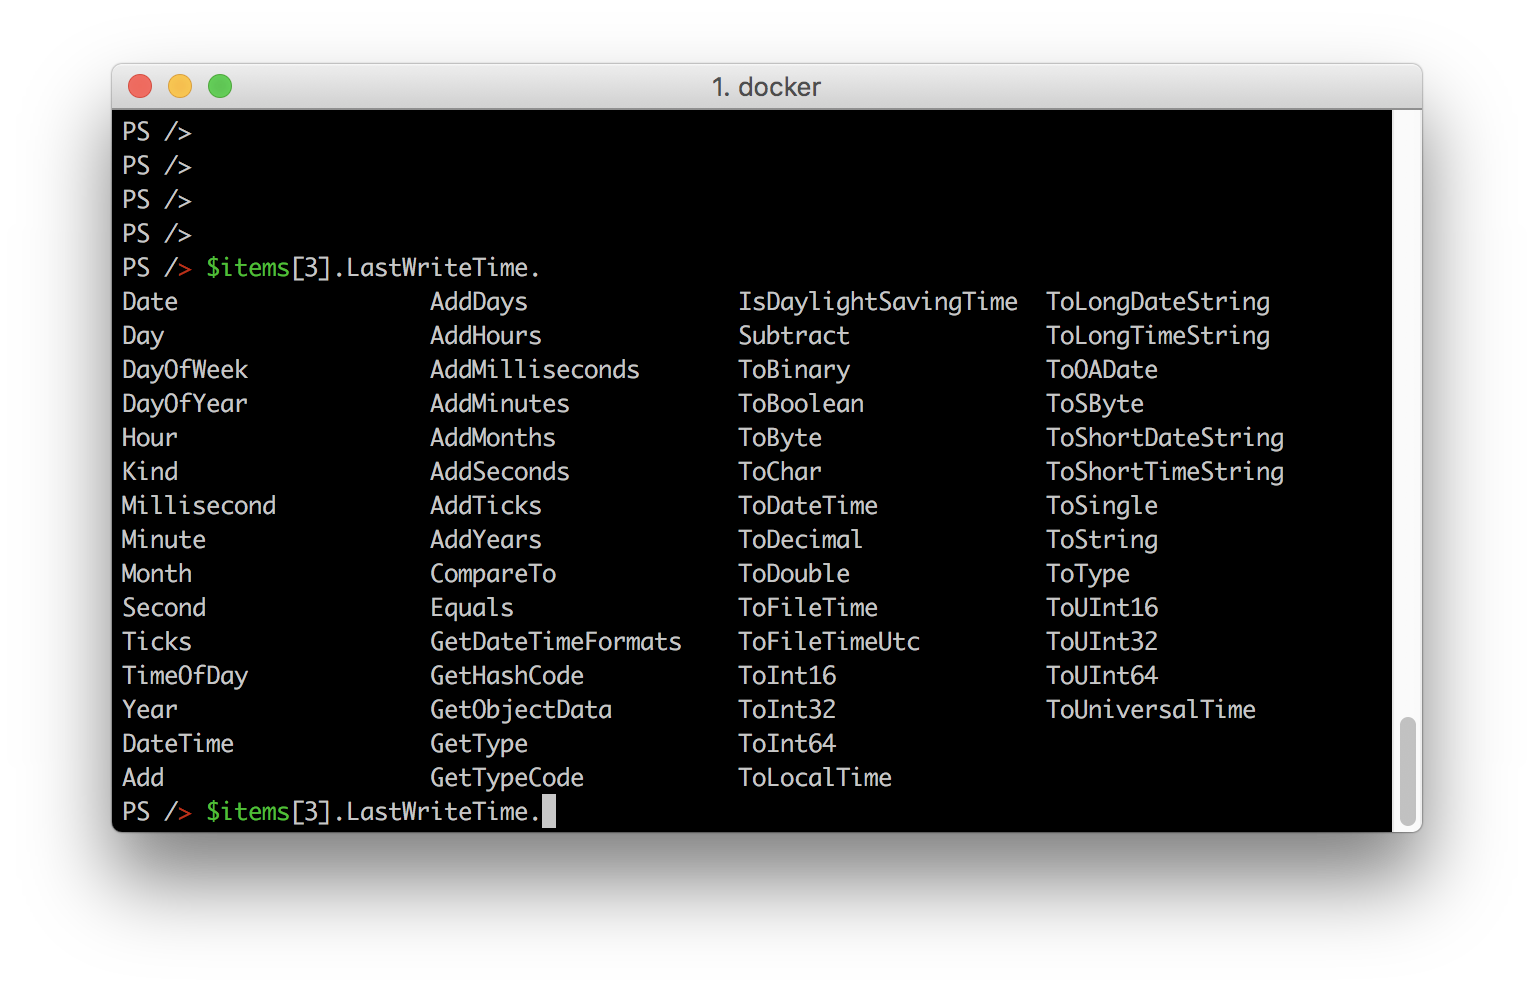 1. docker
PS />
PS />
PS />
PS />
PS /> $items[3].LastWriteTime.
Date AddDays IsDaylightSavingTime ToLongDateString
Day AddHours Subtract ToLongTimeString
DayOfWeek AddMilliseconds ToBinary ToOADate
DayOfYear AddMinutes ToBoolean ToSByte
Hour AddMonths ToByte ToShortDateString
Kind AddSeconds ToChar ToShortTimeString
Millisecond AddTicks ToDateTime ToSingle
Minute AddYears ToDecimal ToString
Month CompareTo ToDouble ToType
Second Equals ToFileTime ToUInt16
Ticks GetDateTimeFormats ToFileTimeUtc ToUInt32
TimeOfDay GetHashCode ToInt16 ToUInt64
Year GetObjectData ToInt32 ToUniversalTime
DateTime GetType ToInt64
Add GetTypeCode ToLocalTime
PS /> $items[3].LastWriteTime.